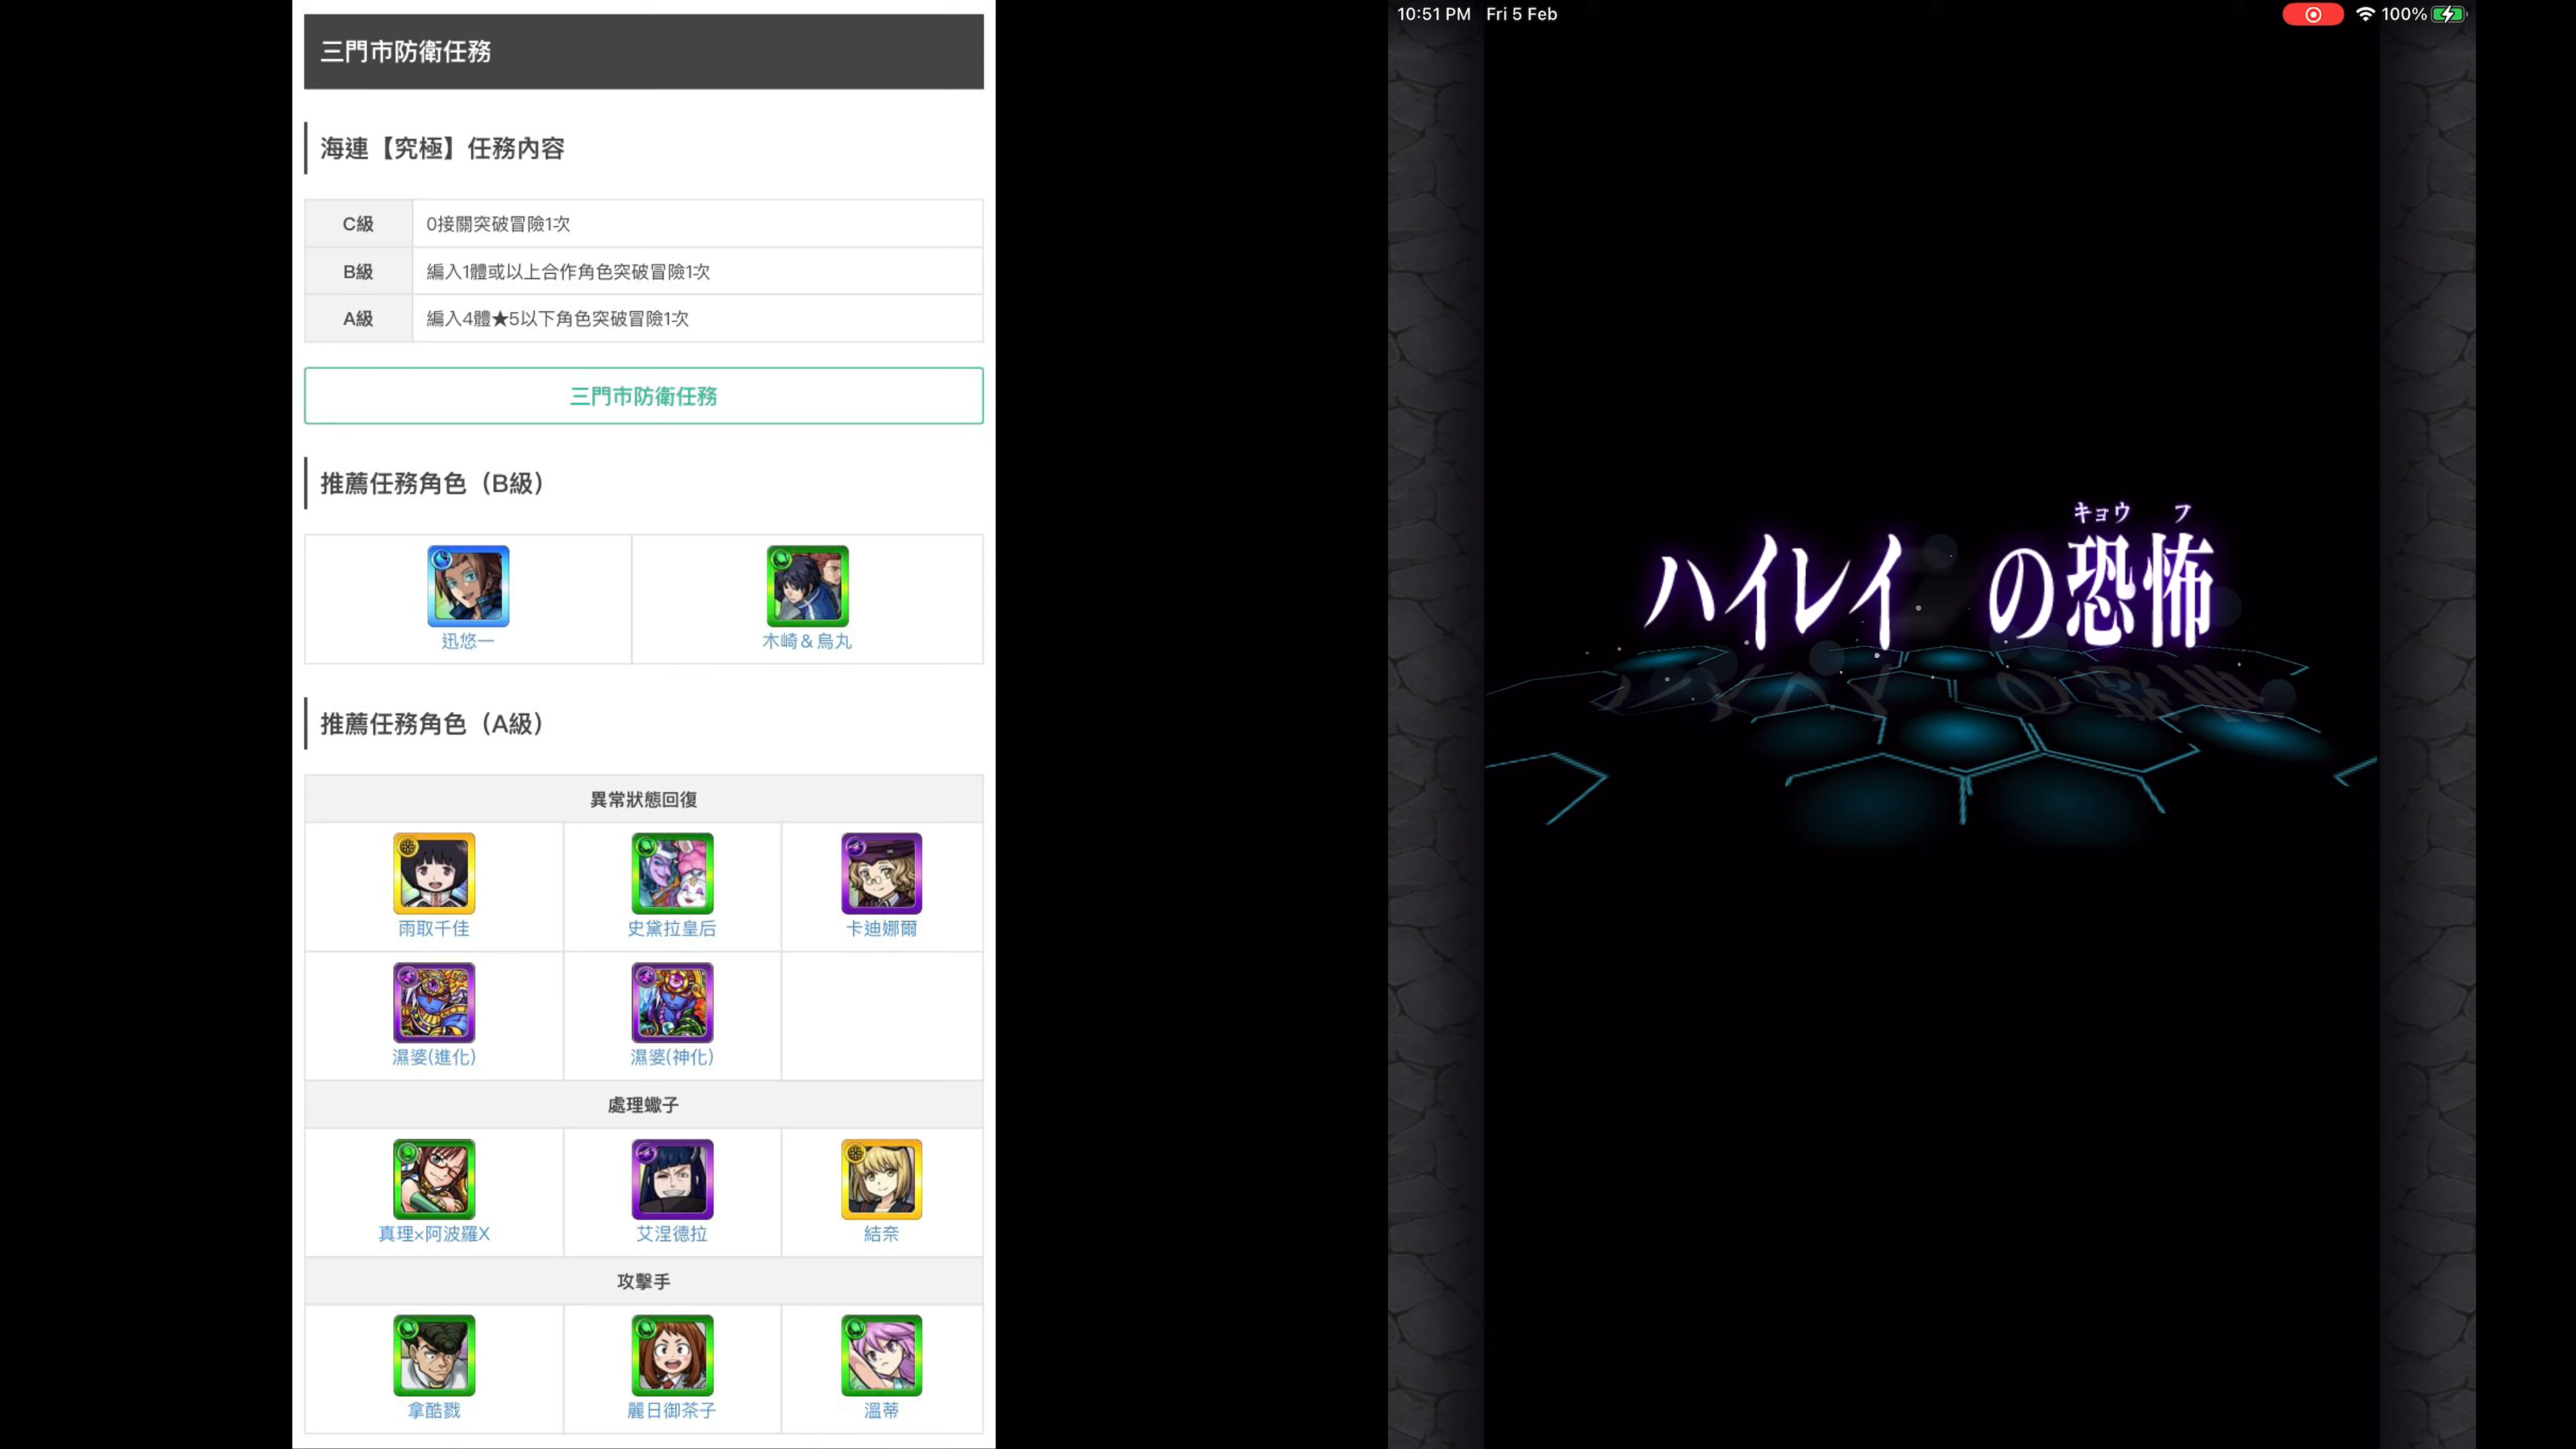 三門市防衛任務
海連【究極】任務內容
C級 0接關突破冒險1次
B級 編入1體或以上合作角色突破冒險1次
A級 編入4體★5以下角色突破冒險1次
三門市防衛任務
推薦任務角色（B級）
迅悠一 木崎＆烏丸
推薦任務角色（A級）
異常狀態回復
雨取千佳 史黛拉皇后 卡迪娜爾
濕婆(進化) 濕婆(神化)
處理蠍子
真理×阿波羅X 艾涅德拉 結奈
攻擊手
拿酷戮 麗日御茶子 溫蒂
10:51 PM Fri 5 Feb 100%
キョウ フ
ハイレイ の恐怖